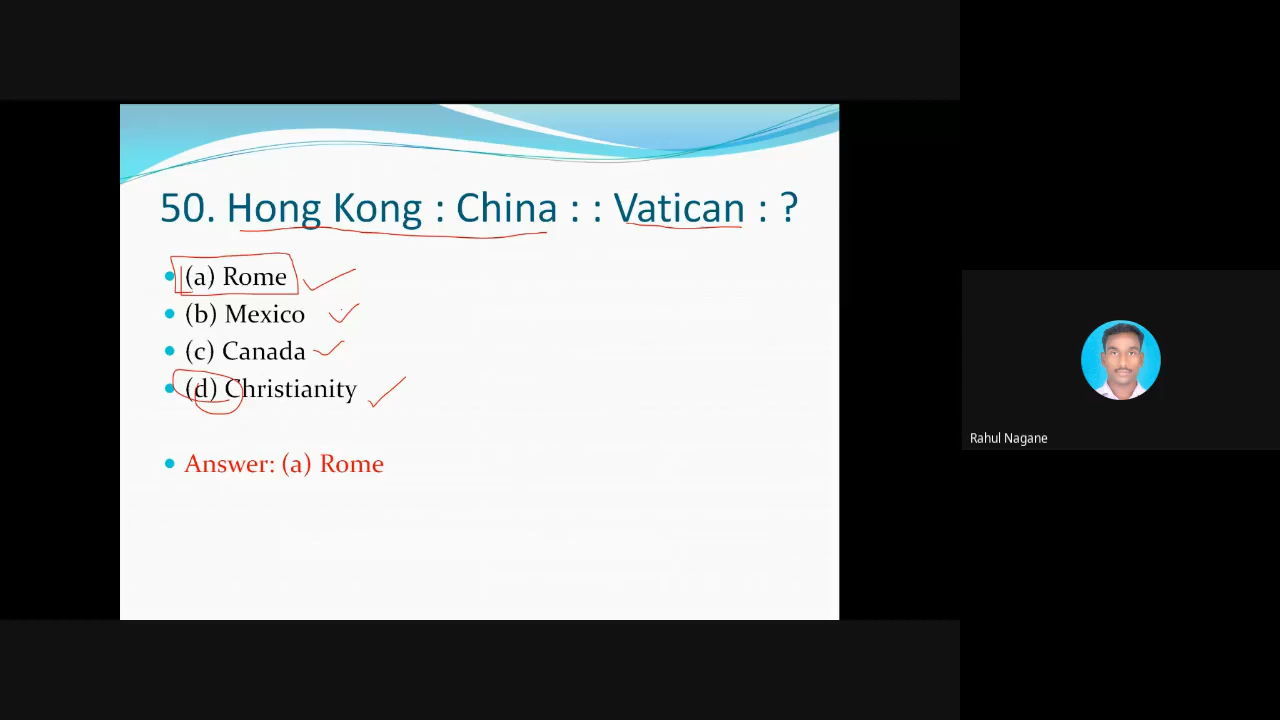 50. Hong Kong : China : : Vatican : ?
(a) Rome
(b) Mexico
(c) Canada
(d) Christianity
Answer: (a) Rome
Rahul Nagane